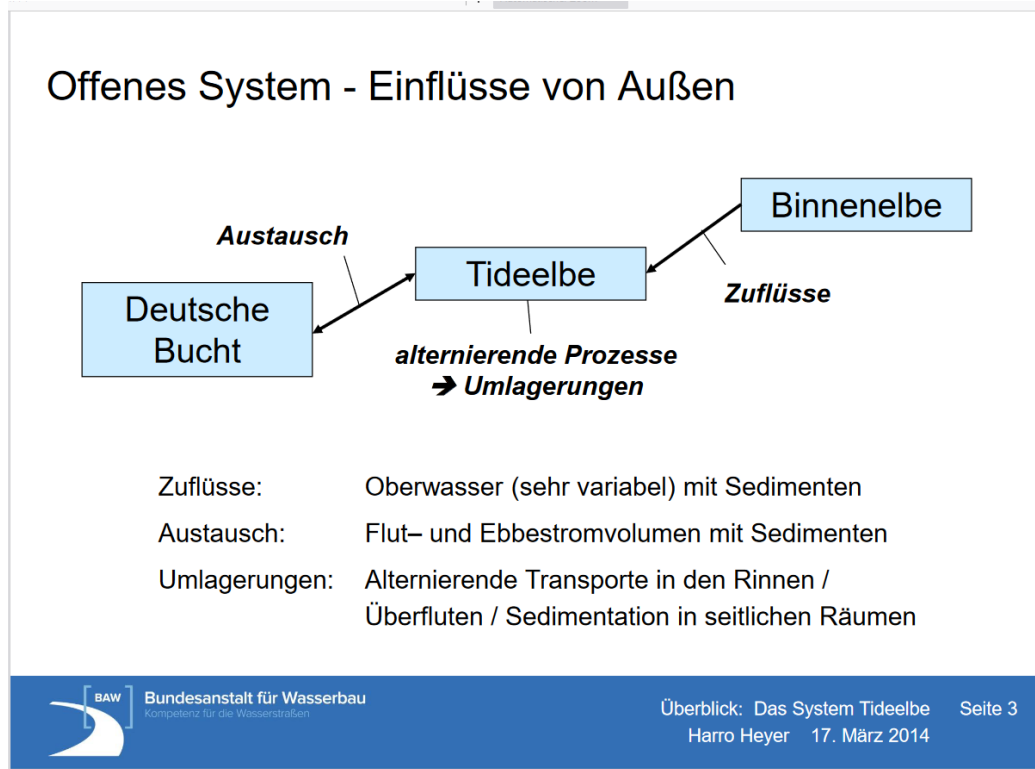 Offenes System - Einflüsse von Außen
Binnenelbe
Austausch
Tideelbe
Zuflüsse
Deutsche
Bucht
alternierende Prozesse
➔ Umlagerungen
Zuflüsse: Oberwasser (sehr variabel) mit Sedimenten
Austausch: Flut– und Ebbestromvolumen mit Sedimenten
Umlagerungen: Alternierende Transporte in den Rinnen /
Überfluten / Sedimentation in seitlichen Räumen
BAW
Bundesanstalt für Wasserbau
Kompetenz für die Wasserstraßen
Überblick: Das System Tideelbe Seite 3
Harro Heyer 17. März 2014